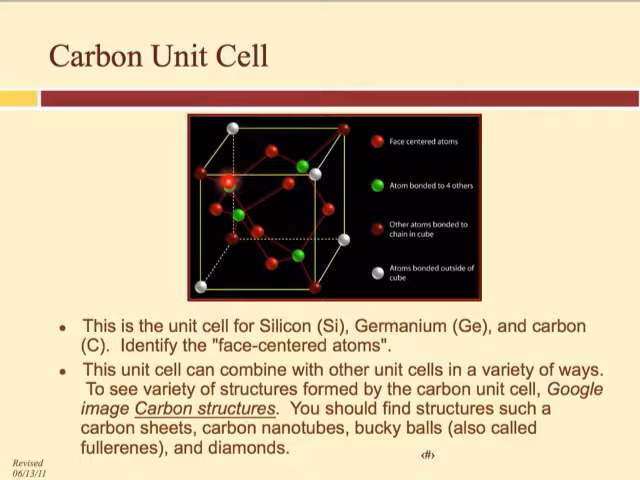 Carbon Unit Cell
Face centered atoms
Atom bonded to 4 others
Other atoms bonded to
chain in cube
Atoms bonded outside of
cube
• This is the unit cell for Silicon (Si), Germanium (Ge), and carbon
(C). Identify the "face-centered atoms".
• This unit cell can combine with other unit cells in a variety of ways.
To see variety of structures formed by the carbon unit cell, Google
image Carbon structures. You should find structures such a
carbon sheets, carbon nanotubes, bucky balls (also called
fullerenes), and diamonds.
‹#›
Revised
06/13/11